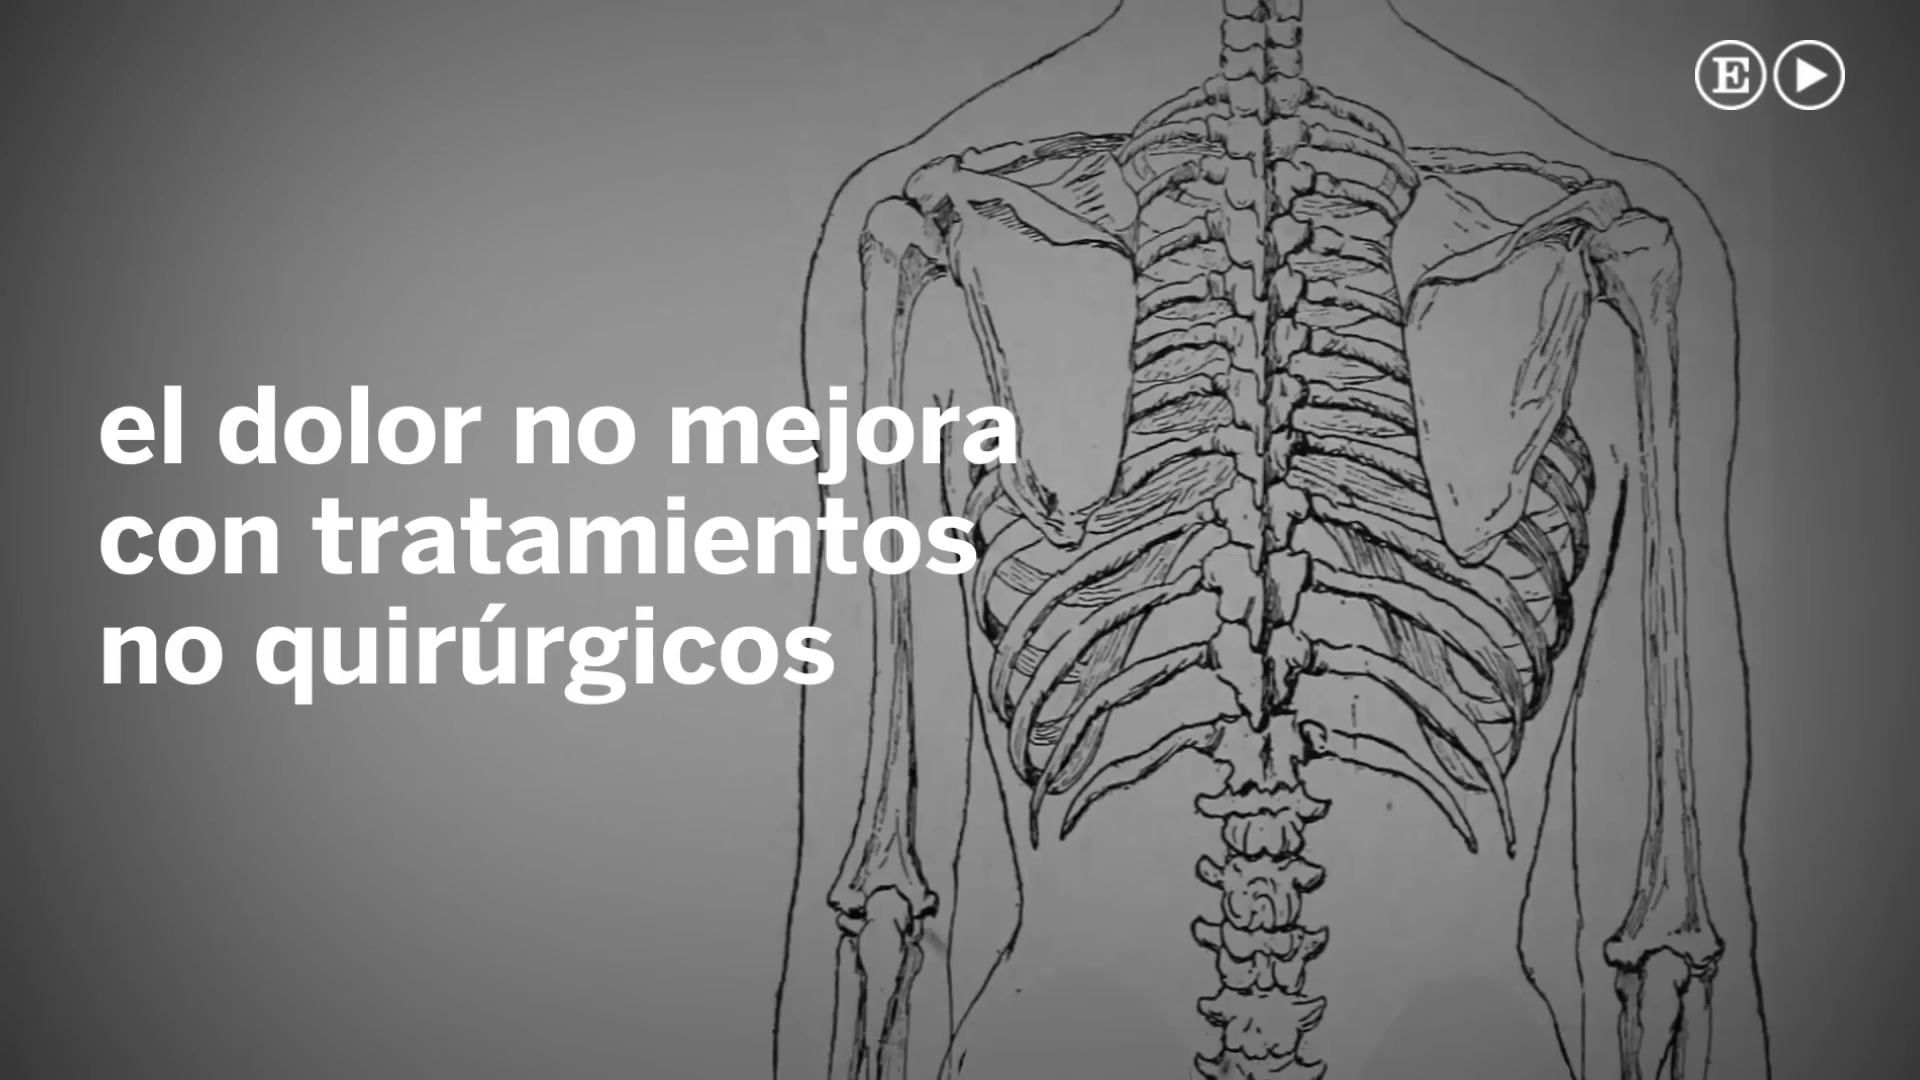 E
el dolor no mejora
con tratamientos
no quirúrgicos